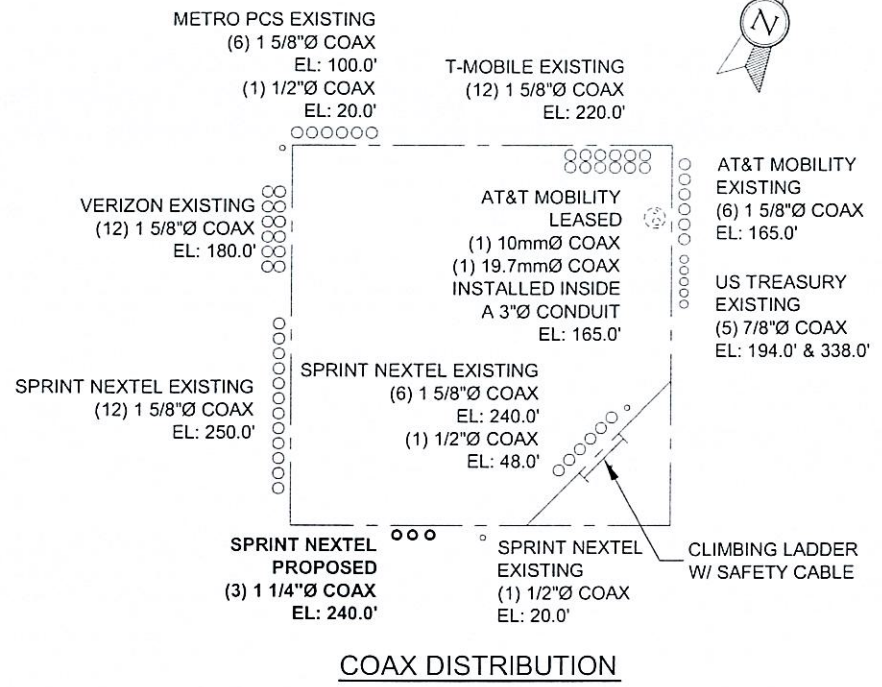 METRO PCS EXISTING
(6) 1 5/8"Ø COAX
EL: 100.0'
(1) 1/2"Ø COAX
EL: 20.0'
T-MOBILE EXISTING
(12) 1 5/8"Ø COAX
EL: 220.0'
N
VERIZON EXISTING
(12) 1 5/8"Ø COAX
EL: 180.0'
AT&T MOBILITY
LEASED
(1) 10mmØ COAX
(1) 19.7mmØ COAX
INSTALLED INSIDE
A 3"Ø CONDUIT
EL: 165.0'
AT&T MOBILITY
EXISTING
(6) 1 5/8"Ø COAX
EL: 165.0'
US TREASURY
EXISTING
(5) 7/8"Ø COAX
EL: 194.0' & 338.0'
SPRINT NEXTEL EXISTING
(12) 1 5/8"Ø COAX
EL: 250.0'
SPRINT NEXTEL EXISTING
(6) 1 5/8"Ø COAX
EL: 240.0'
(1) 1/2"Ø COAX
EL: 48.0'
SPRINT NEXTEL
PROPOSED
(3) 1 1/4"Ø COAX
EL: 240.0'
SPRINT NEXTEL
EXISTING
(1) 1/2"Ø COAX
EL: 20.0'
CLIMBING LADDER
W/ SAFETY CABLE
COAX DISTRIBUTION